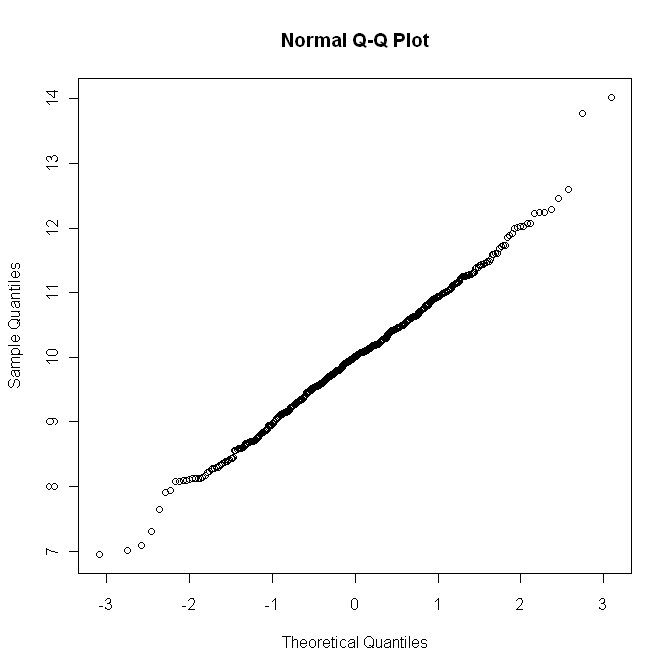 Normal Q-Q Plot
14
13
12
11
10
9
8
7
Sample Quantiles
-3 -2 -1 0 1 2 3
Theoretical Quantiles